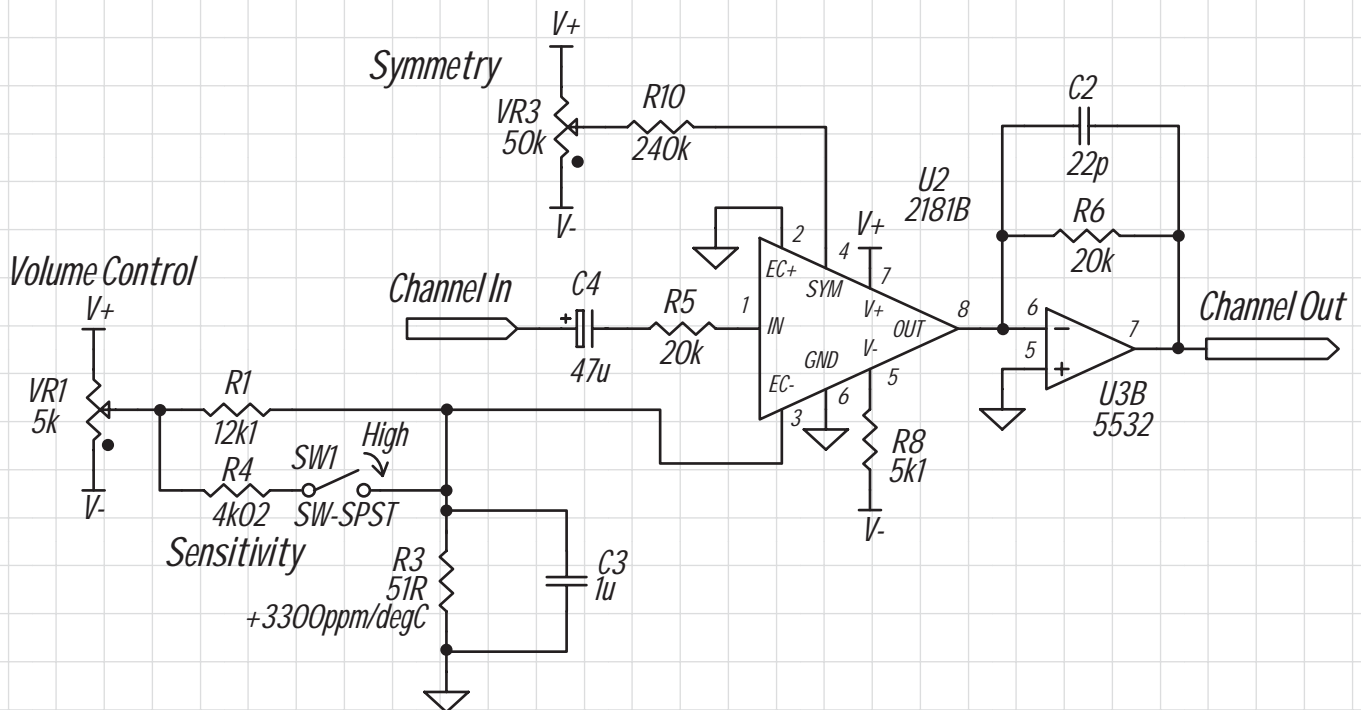 V+
Symmetry
VR3
50k
R10
240k
V-
C2
22p
U2
2181B
R6
20k
V+
2
EC+
4
SYM
7
V+
Volume Control
V+
Channel In
C4
+
47u
R5
20k
1
IN
OUT
8
GND
V-
EC-
3
6
5
6
5
−
+
7
Channel Out
U3B
5532
VR1
5k
R1
12k1
R8
5k1
V-
V-
High
SW1
R4
4k02
SW-SPST
Sensitivity
R3
51R
+3300ppm/degC
C3
1u